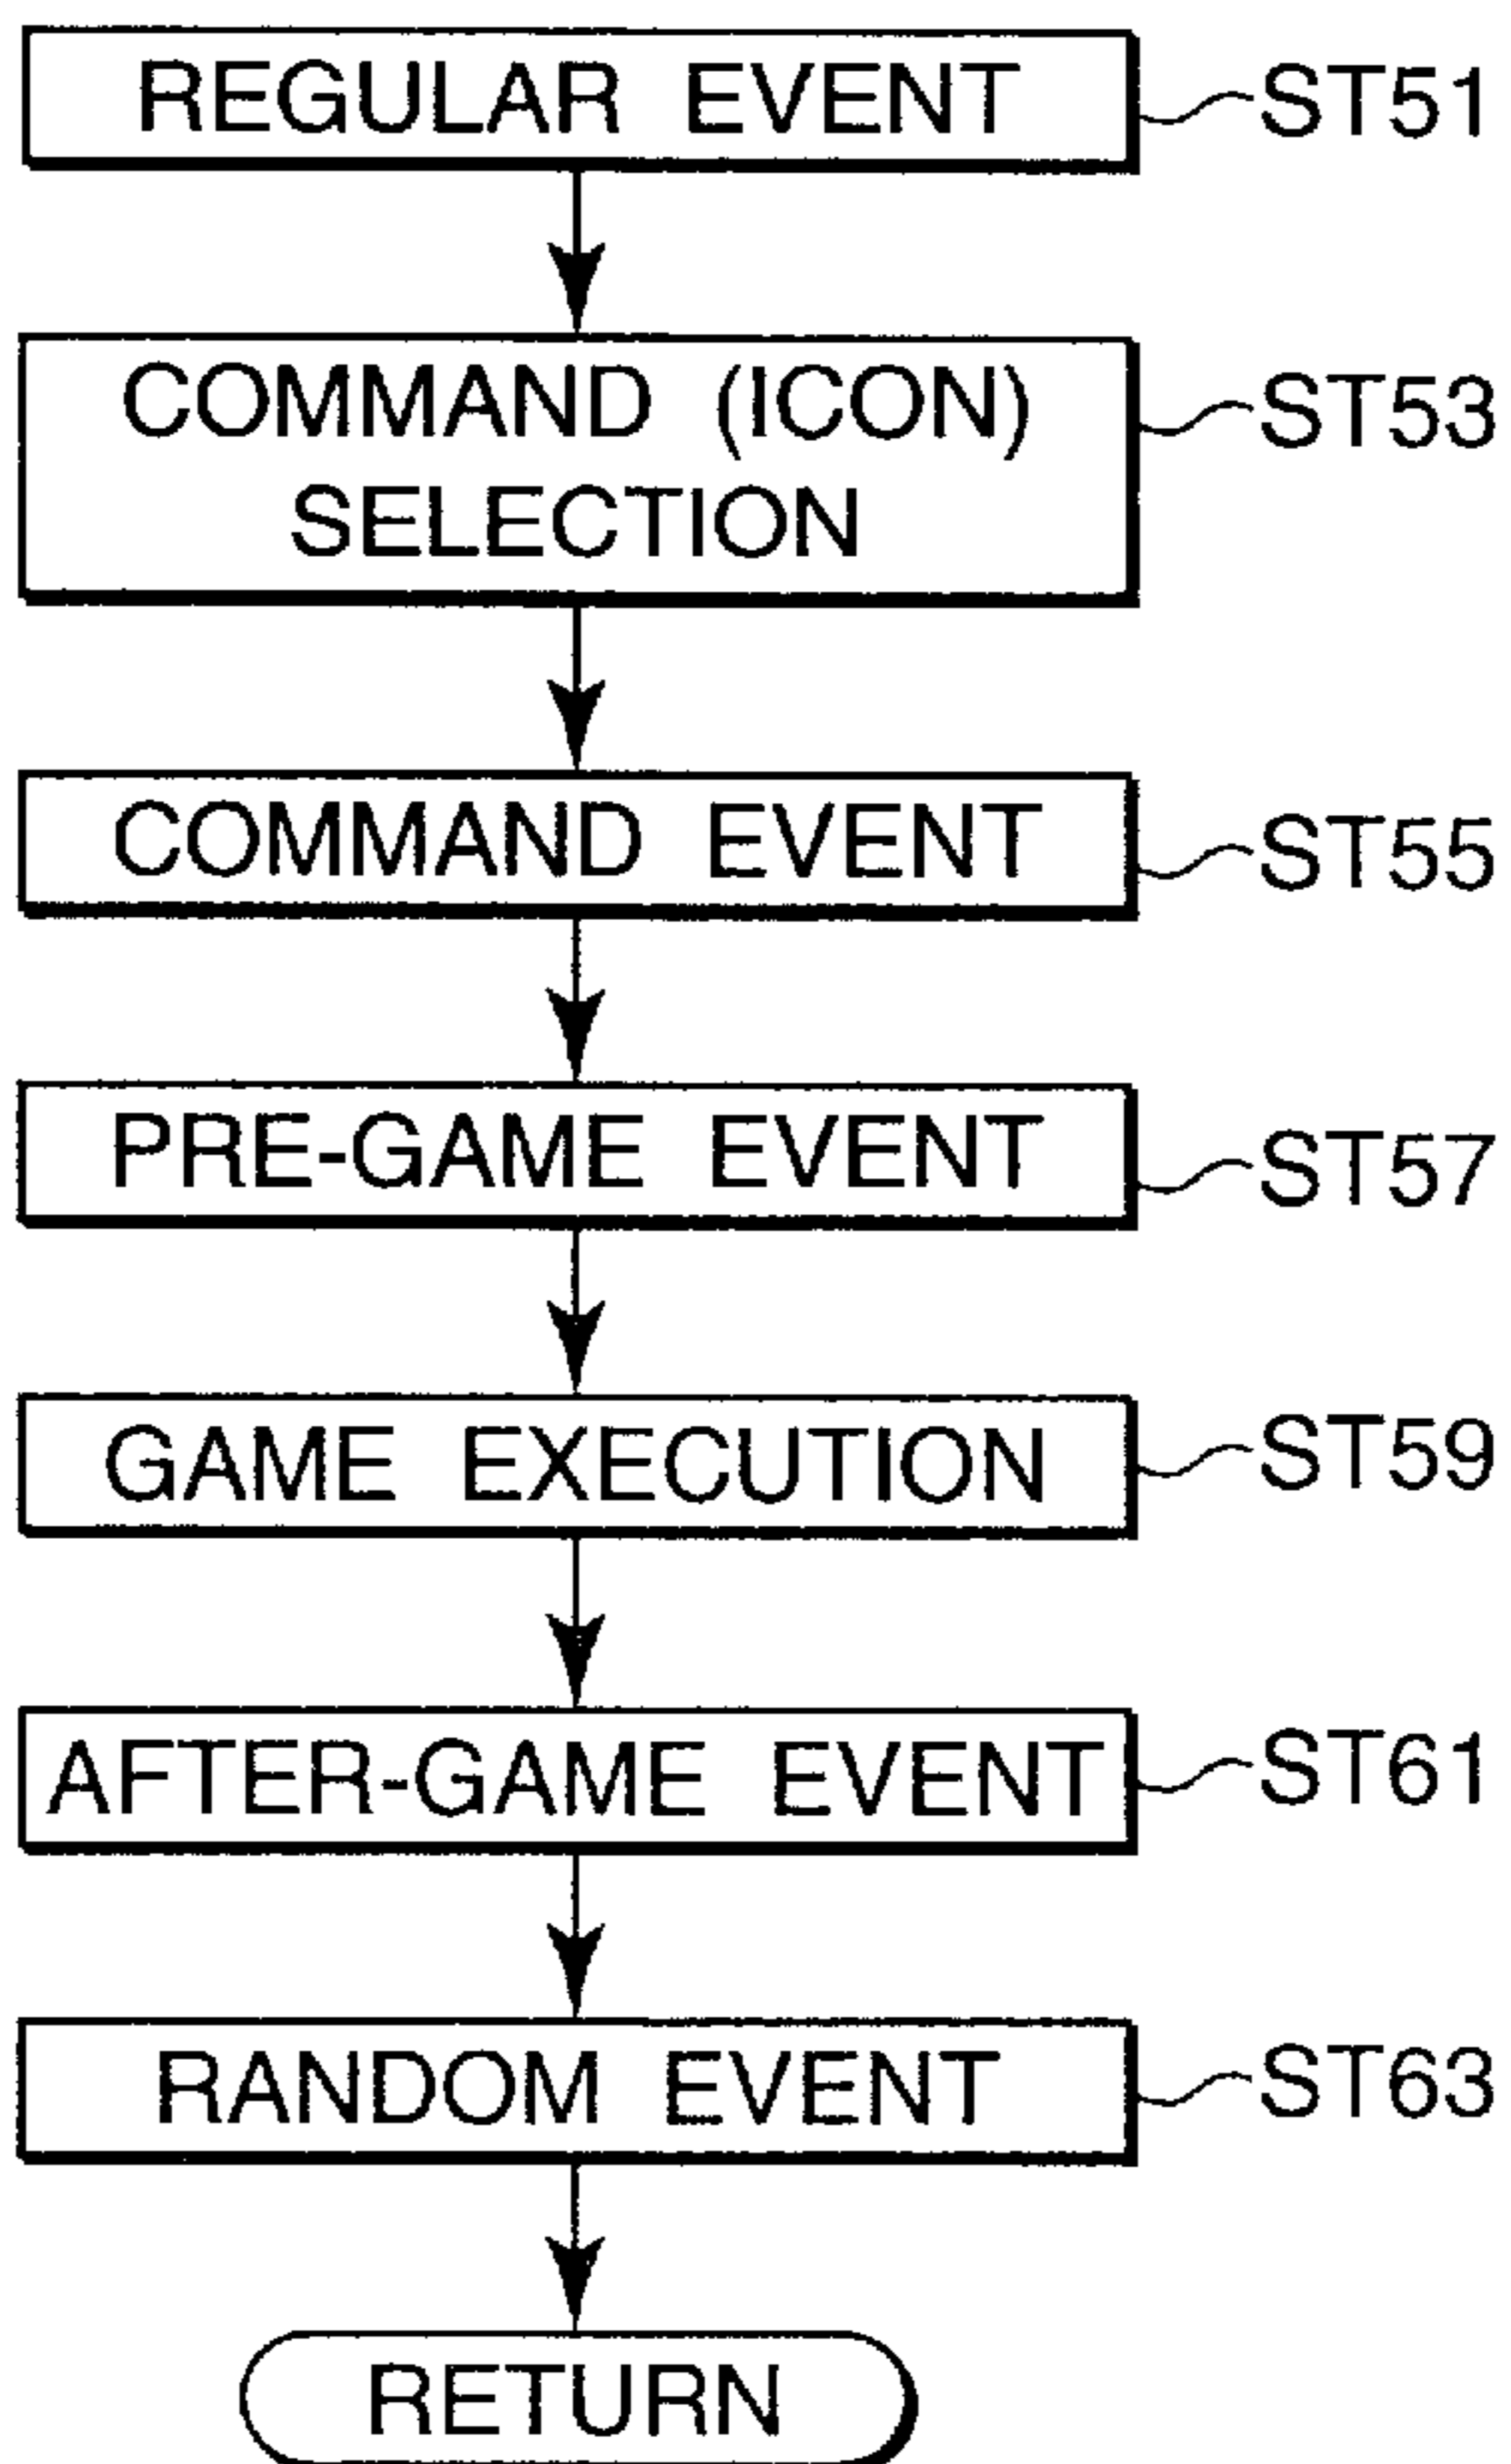 REGULAR EVENT ST51
COMMAND (ICON) ST53
SELECTION
COMMAND EVENT ST55
PRE-GAME EVENT ST57
GAME EXECUTION ST59
AFTER-GAME EVENT ST61
RANDOM EVENT ST63
RETURN